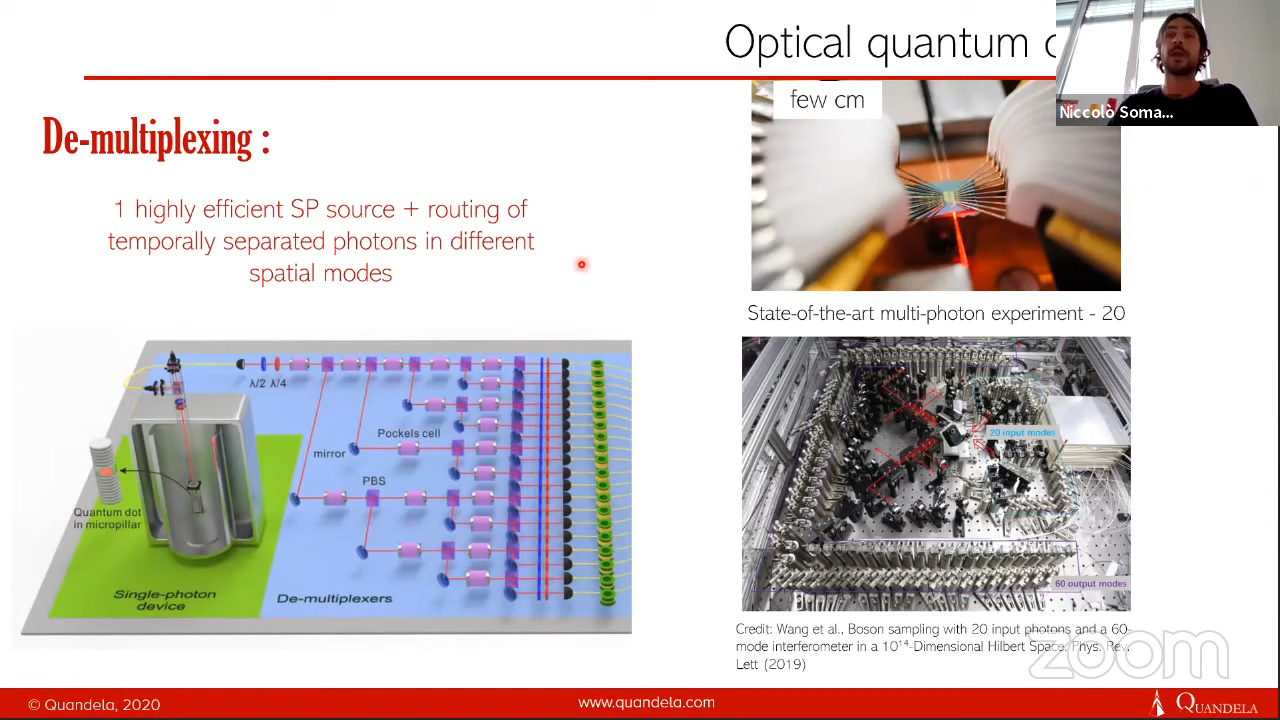 Optical quantum
Niccolò Soma...
few cm
De-multiplexing :
1 highly efficient SP source + routing of
temporally separated photons in different
spatial modes
State-of-the-art multi-photon experiment - 20
λ/2 λ/4
Pockels cell
mirror
PBS
Quantum dot
in micropillar
Single-photon
device
De-multiplexers
20 input modes
60 output modes
Credit: Wang et al., Boson sampling with 20 input photons and a 60-
mode interferometer in a 10¹⁴-Dimensional Hilbert Space. Phys. Rev.
Lett (2019)
zoom
© Quandela, 2020
www.quandela.com
QUANDELA